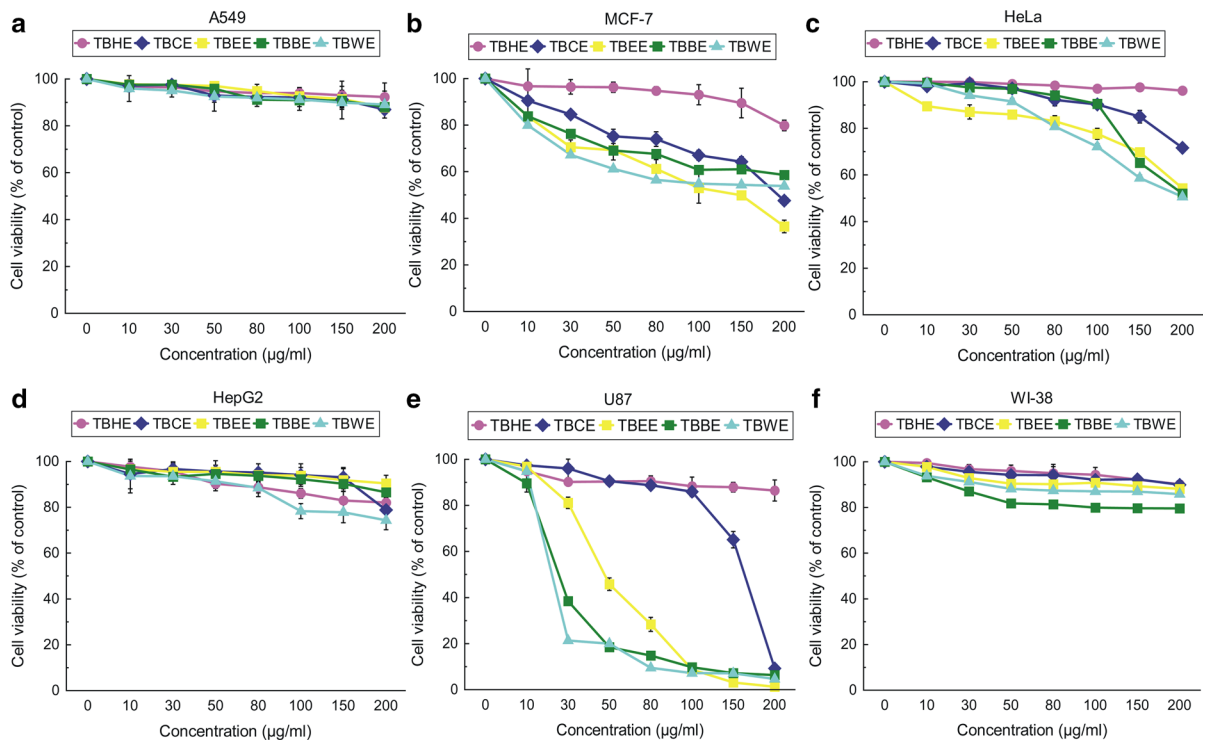 a
A549
TBHE TBCE TBEE TBBE TBWE
Cell viability (% of control)
100
80
60
40
20
0
0 10 30 50 80 100 150 200
Concentration (µg/ml)
b
MCF-7
TBHE TBCE TBEE TBBE TBWE
Cell viability (% of control)
100
80
60
40
20
0
0 10 30 50 80 100 150 200
Concentration (µg/ml)
c
HeLa
TBHE TBCE TBEE TBBE TBWE
Cell viability (% of control)
100
80
60
40
20
0
0 10 30 50 80 100 150 200
Concentration (µg/ml)
d
HepG2
TBHE TBCE TBEE TBBE TBWE
Cell viability (% of control)
100
80
60
40
20
0
0 10 30 50 80 100 150 200
Concentration (µg/ml)
e
U87
TBHE TBCE TBEE TBBE TBWE
Cell viability (% of control)
100
80
60
40
20
0
0 10 30 50 80 100 150 200
Concentration (µg/ml)
f
WI-38
TBHE TBCE TBEE TBBE TBWE
Cell viability (% of control)
100
80
60
40
20
0
0 10 30 50 80 100 150 200
Concentration (µg/ml)